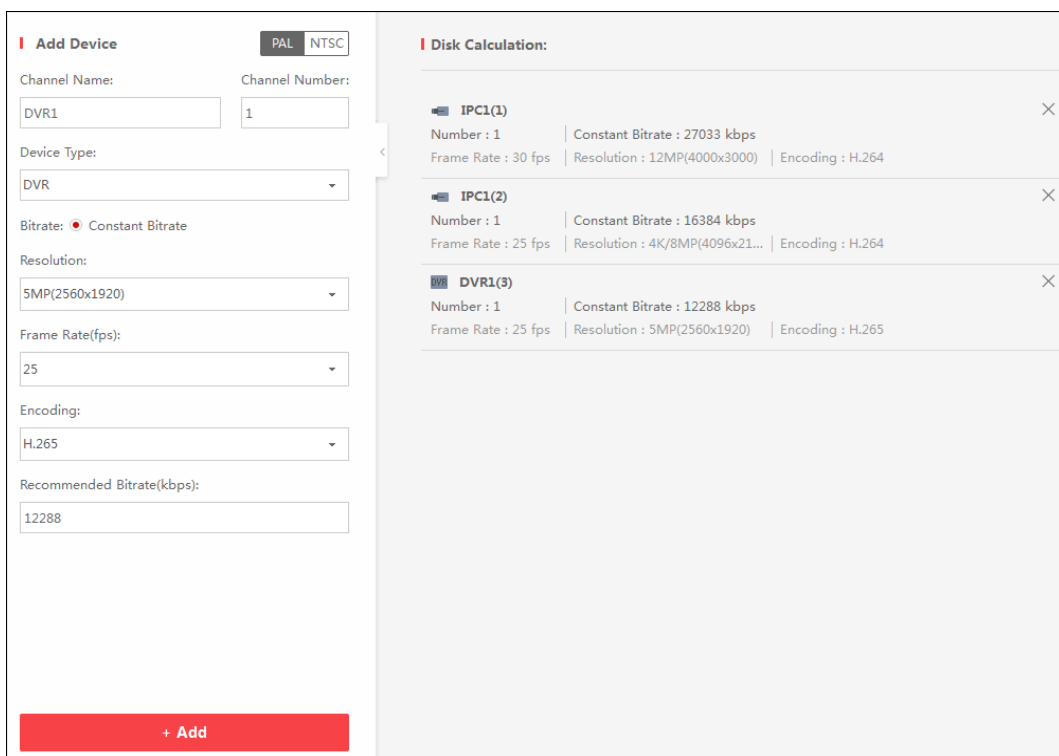 Add Device
PAL NTSC
Channel Name: Channel Number:
DVR1 1
Device Type:
DVR
Bitrate: Constant Bitrate
Resolution:
5MP(2560x1920)
Frame Rate(fps):
25
Encoding:
H.265
Recommended Bitrate(kbps):
12288
+ Add
Disk Calculation:
IPC1(1)
Number : 1 Constant Bitrate : 27033 kbps
Frame Rate : 30 fps Resolution : 12MP(4000x3000) Encoding : H.264
IPC1(2)
Number : 1 Constant Bitrate : 16384 kbps
Frame Rate : 25 fps Resolution : 4K/8MP(4096x21... Encoding : H.264
DVR DVR1(3)
Number : 1 Constant Bitrate : 12288 kbps
Frame Rate : 25 fps Resolution : 5MP(2560x1920) Encoding : H.265